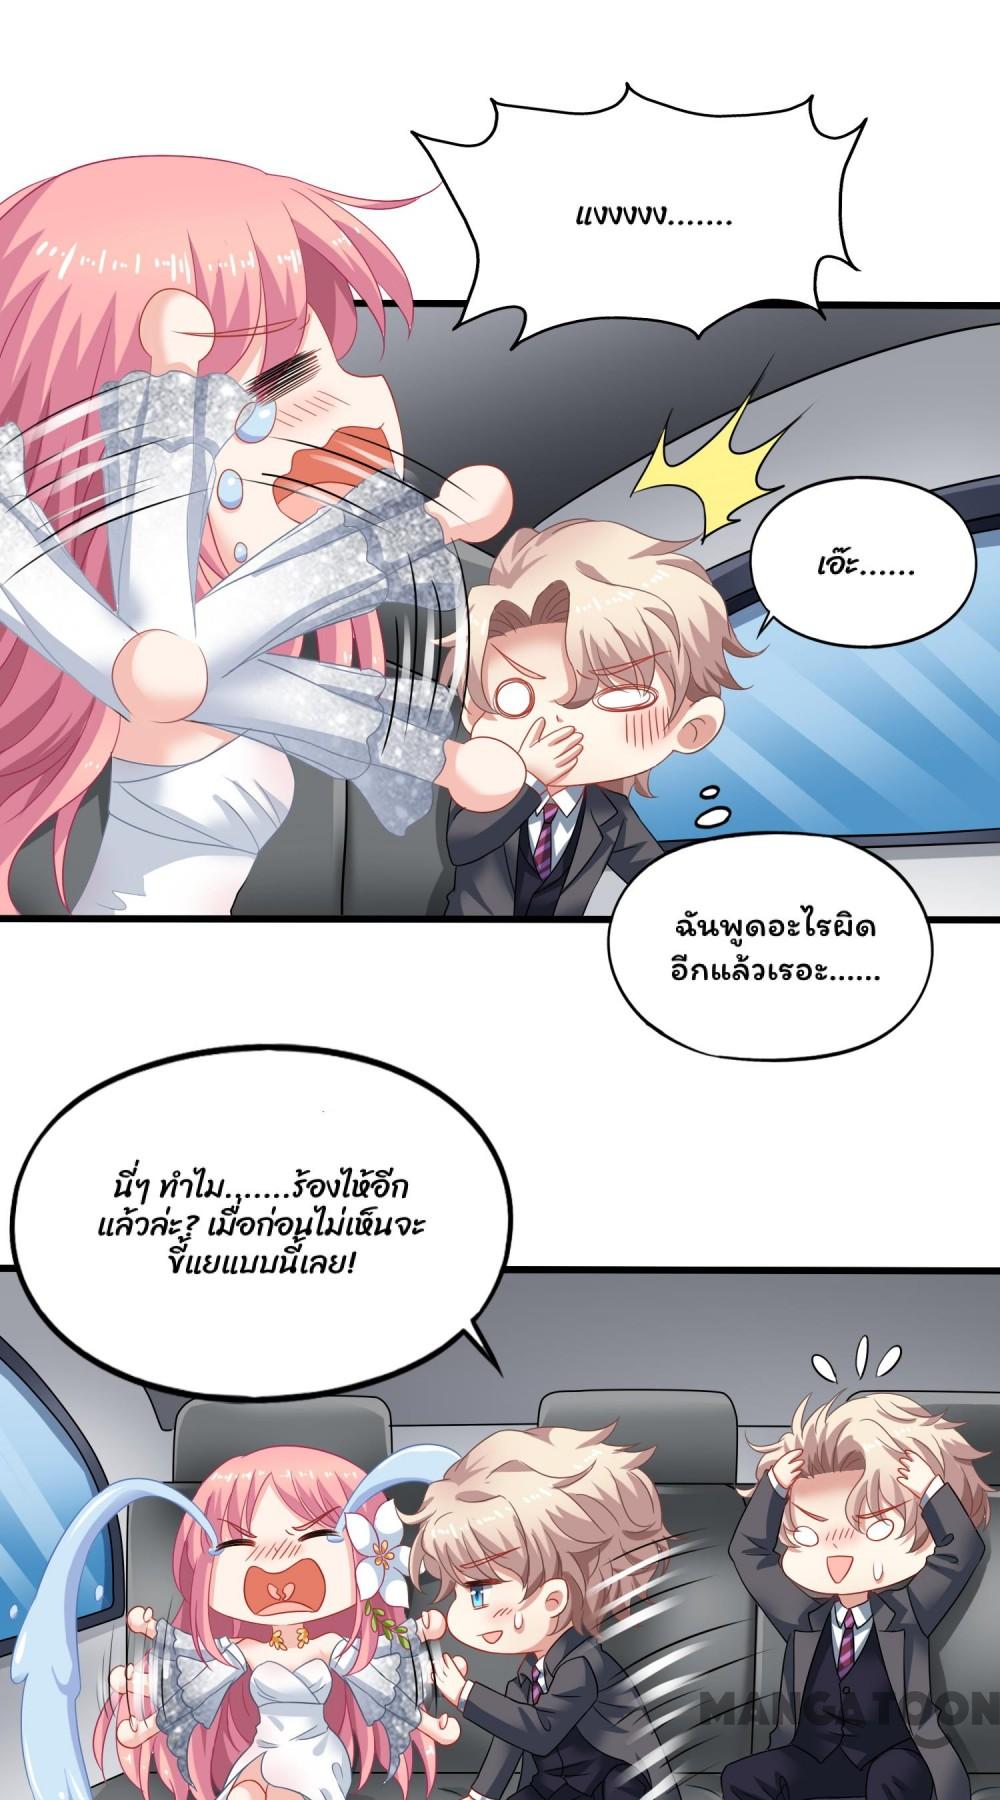 แงงงงง.......
เอ๊ะ......
ฉันพูดอะไรผิด
อีกแล้วเรอะ......
นี่ๆ ทำไม.......ร้องไห้อีก
แล้วล่ะ? เมื่อก่อนไม่เห็นจะ
ขี้แยแบบนี้เลย!
MANGATOON